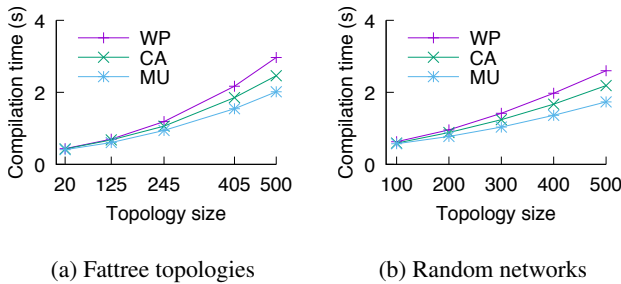 Compilation time (s)
4
2
0
WP
CA
MU
20 125 245 405 500
Topology size
(a) Fattree topologies
Compilation time (s)
4
2
0
WP
CA
MU
100 200 300 400 500
Topology size
(b) Random networks